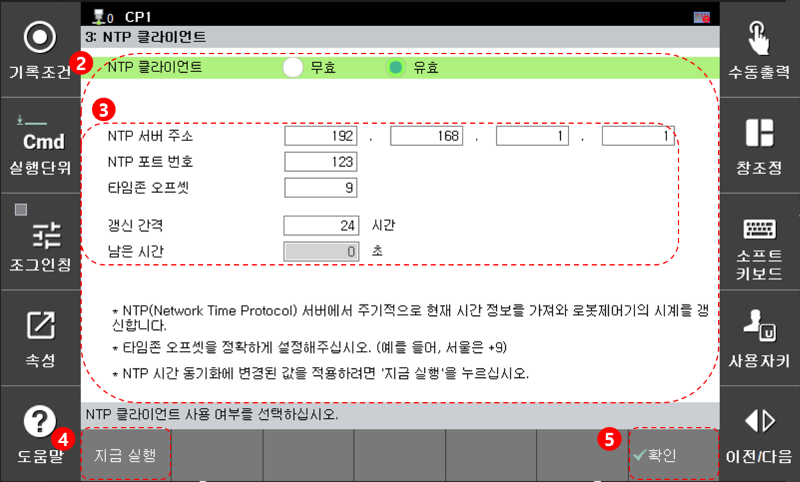 0 CP1
3: NTP 클라이언트
기록조건
2
NTP 클라이언트 무효 유효
수동출력
3
Cmd
실행단위
NTP 서버 주소 192 . 168 . 1 . 1
NTP 포트 번호 123
타임존 오프셋 9
창조정
갱신 간격 24 시간
남은 시간 0 초
조그인칭
소프트
키보드
* NTP(Network Time Protocol) 서버에서 주기적으로 현재 시간 정보를 가져와 로봇제어기의 시계를 갱
신합니다.
* 타임존 오프셋을 정확하게 설정해주십시오. (예를 들어, 서울은 +9)
* NTP 시간 동기화에 변경된 값을 적용하려면 '지금 실행'을 누르십시오.
속성
U
사용자키
NTP 클라이언트 사용 여부를 선택하십시오.
?
도움말
4
지금 실행
5
확인
이전/다음